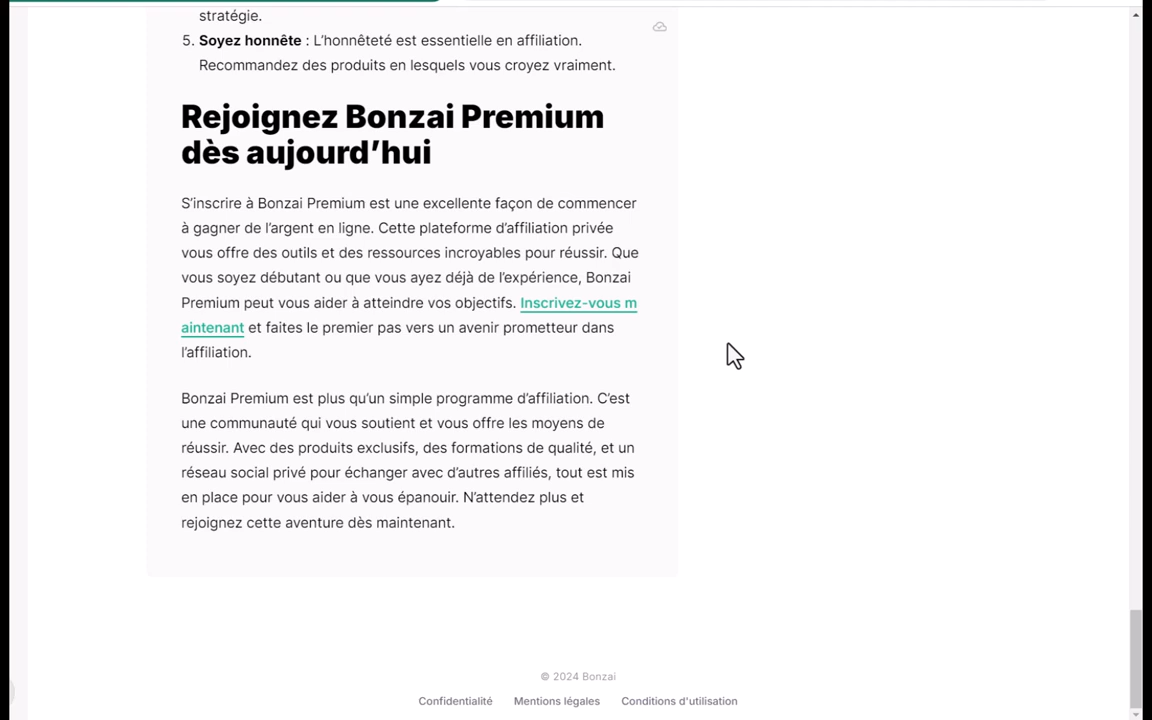 stratégie.
5. Soyez honnête : L’honnêteté est essentielle en affiliation.
Recommandez des produits en lesquels vous croyez vraiment.
Rejoignez Bonzai Premium
dès aujourd’hui
S’inscrire à Bonzai Premium est une excellente façon de commencer
à gagner de l’argent en ligne. Cette plateforme d’affiliation privée
vous offre des outils et des ressources incroyables pour réussir. Que
vous soyez débutant ou que vous ayez déjà de l’expérience, Bonzai
Premium peut vous aider à atteindre vos objectifs. Inscrivez-vous m
aintenant et faites le premier pas vers un avenir prometteur dans
l’affiliation.
Bonzai Premium est plus qu’un simple programme d’affiliation. C’est
une communauté qui vous soutient et vous offre les moyens de
réussir. Avec des produits exclusifs, des formations de qualité, et un
réseau social privé pour échanger avec d’autres affiliés, tout est mis
en place pour vous aider à vous épanouir. N’attendez plus et
rejoignez cette aventure dès maintenant.
© 2024 Bonzai
Confidentialité Mentions légales Conditions d'utilisation